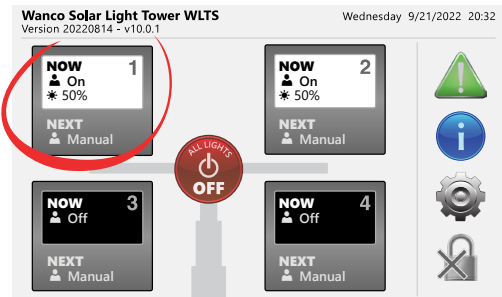 Wanco Solar Light Tower WLTS
Wednesday 9/21/2022 20:32
Version 20220814 - v10.0.1
NOW 1
On
50%
NEXT
Manual
NOW 2
On
50%
NEXT
Manual
ALL LIGHTS
OFF
NOW 3
Off
NEXT
Manual
NOW 4
Off
NEXT
Manual
i